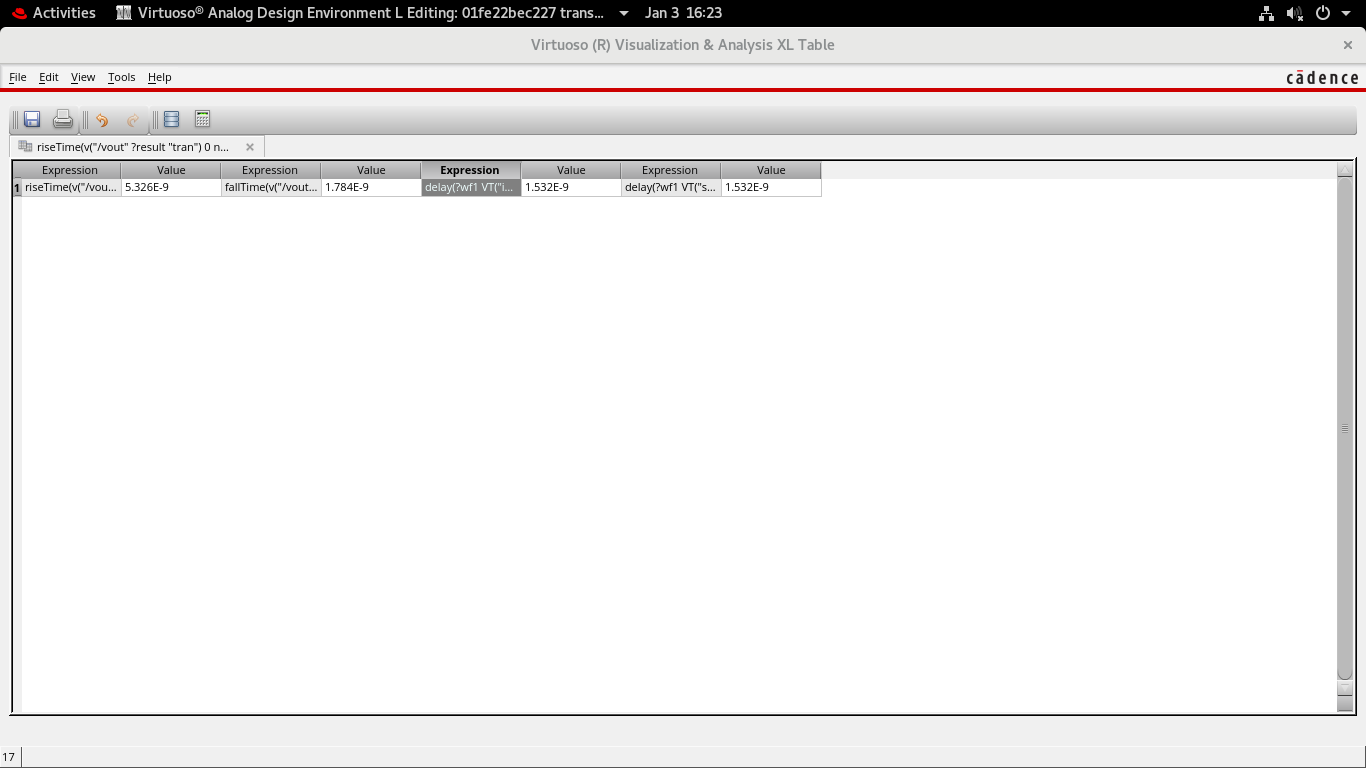 Activities Virtuoso® Analog Design Environment L Editing: 01fe22bec227 trans... Jan 3 16:23
Virtuoso (R) Visualization & Analysis XL Table
File Edit View Tools Help
cādence
riseTime(v("/vout" ?result "tran") 0 n...
Expression Value Expression Value Expression Value Expression Value
1 riseTime(v("/vou... 5.326E-9 fallTime(v("/vout... 1.784E-9 delay(?wf1 VT("i... 1.532E-9 delay(?wf1 VT("s... 1.532E-9
17